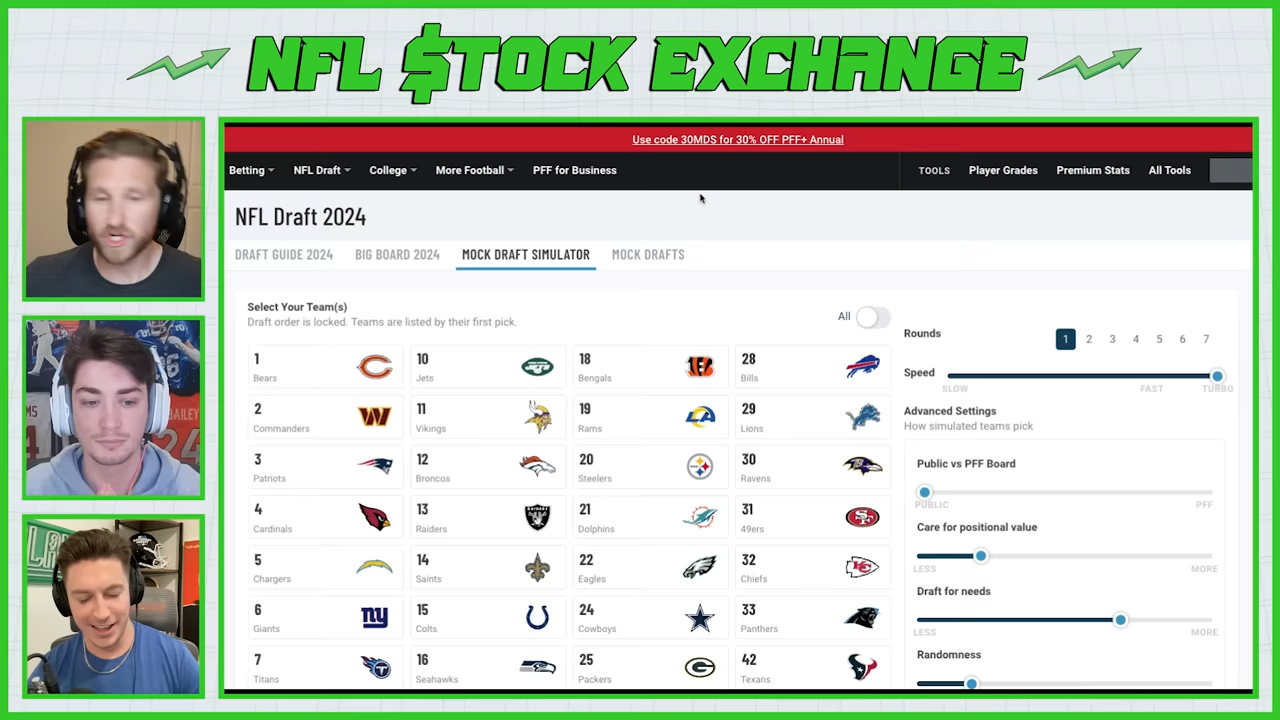 NFL $TOCK EXCHANGE
Use code 30MDS for 30% OFF PFF+ Annual
Betting
NFL Draft
College
More Football
PFF for Business
TOOLS
Player Grades
Premium Stats
All Tools
NFL Draft 2024
DRAFT GUIDE 2024
BIG BOARD 2024
MOCK DRAFT SIMULATOR
MOCK DRAFTS
Select Your Team(s)
Draft order is locked. Teams are listed by their first pick.
All
1
Bears
10
Jets
18
Bengals
28
Bills
2
Commanders
11
Vikings
19
Rams
29
Lions
3
Patriots
12
Broncos
20
Steelers
30
Ravens
4
Cardinals
13
Raiders
21
Dolphins
31
49ers
5
Chargers
14
Saints
22
Eagles
32
Chiefs
6
Giants
15
Colts
24
Cowboys
33
Panthers
7
Titans
16
Seahawks
25
Packers
42
Texans
Rounds
1 2 3 4 5 6 7
Speed
SLOW
FAST
TURBO
Advanced Settings
How simulated teams pick
Public vs PFF Board
PUBLIC
PFF
Care for positional value
LESS
MORE
Draft for needs
LESS
MORE
Randomness
BAILEY
24